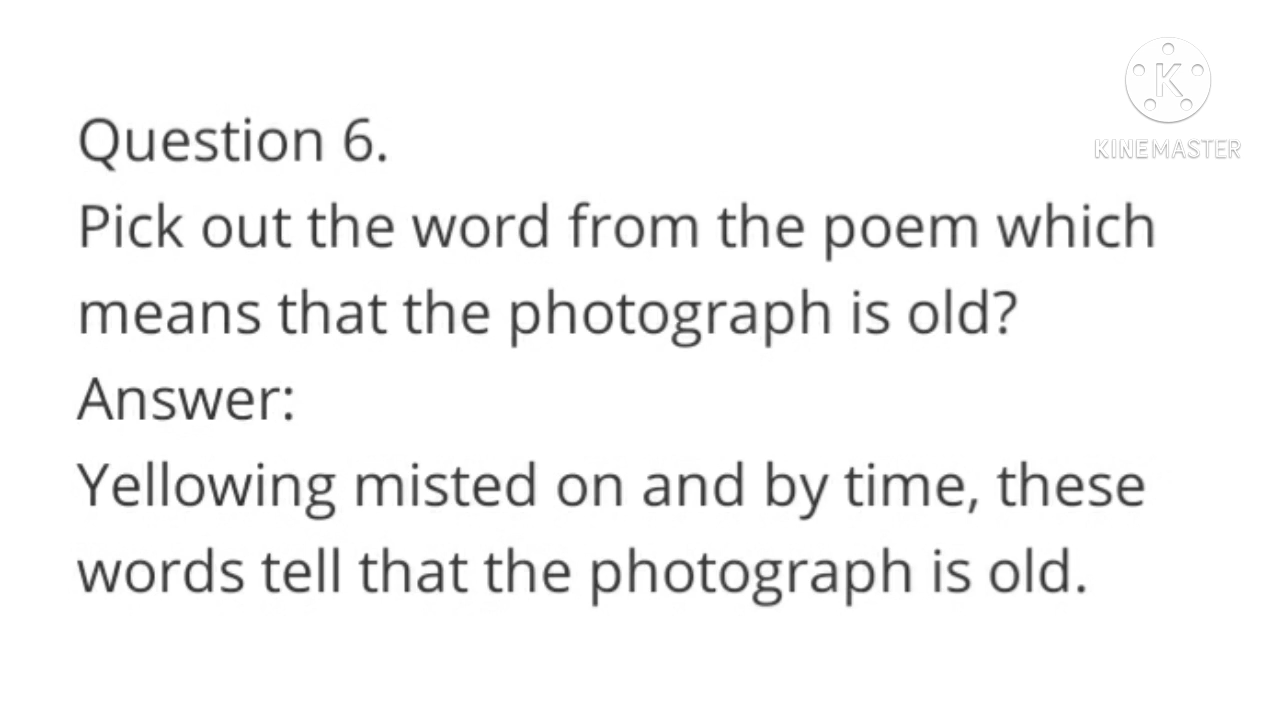 KINEMASTER
Question 6.
Pick out the word from the poem which
means that the photograph is old?
Answer:
Yellowing misted on and by time, these
words tell that the photograph is old.